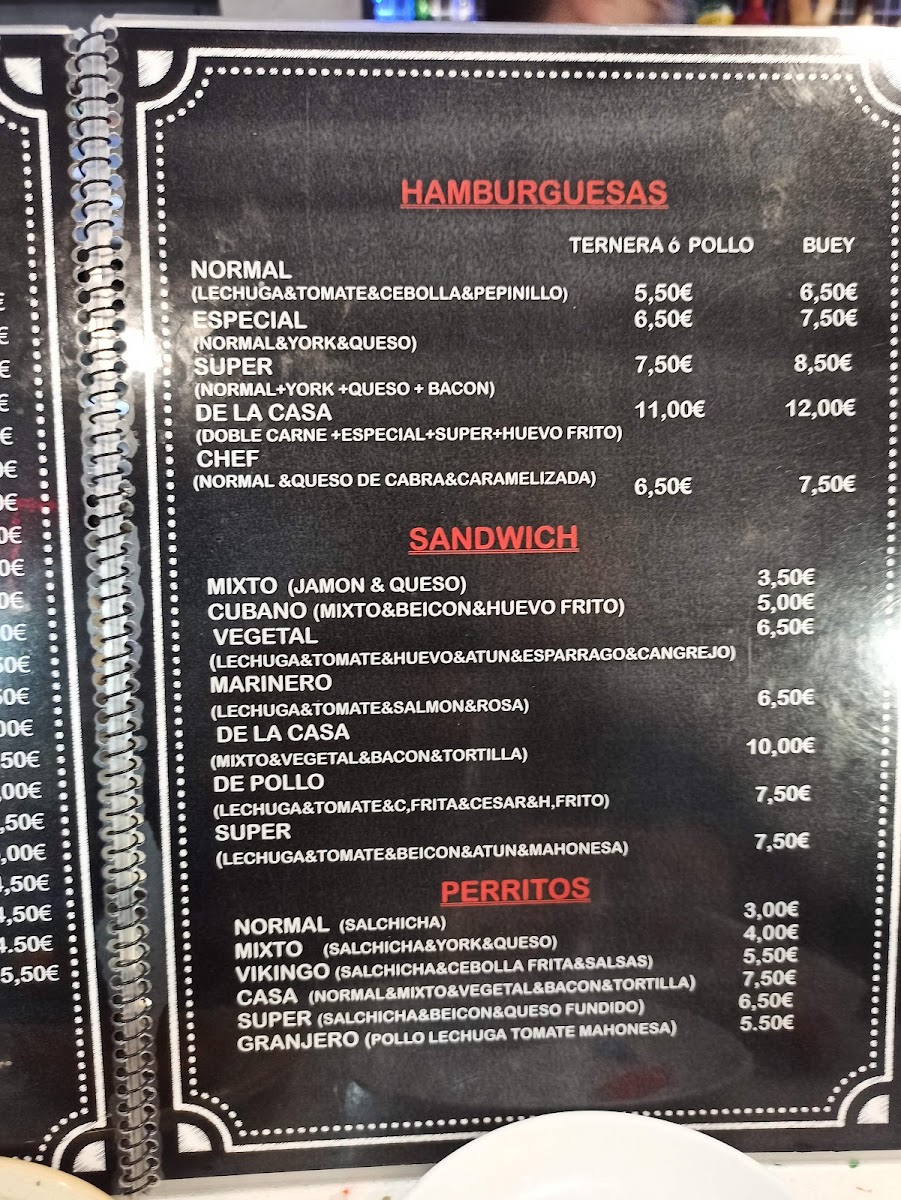 HAMBURGUESAS
TERNERA ó POLLO BUEY
NORMAL
(LECHUGA&TOMATE&CEBOLLA&PEPINILLO) 5,50€ 6,50€
ESPECIAL 6,50€ 7,50€
(NORMAL&YORK&QUESO)
SUPER 7,50€ 8,50€
(NORMAL+YORK +QUESO + BACON)
DE LA CASA 11,00€ 12,00€
(DOBLE CARNE +ESPECIAL+SUPER+HUEVO FRITO)
CHEF
(NORMAL &QUESO DE CABRA&CARAMELIZADA) 6,50€ 7,50€
SANDWICH
MIXTO (JAMON & QUESO) 3,50€
CUBANO (MIXTO&BEICON&HUEVO FRITO) 5,00€
VEGETAL 6,50€
(LECHUGA&TOMATE&HUEVO&ATUN&ESPARRAGO&CANGREJO)
MARINERO
(LECHUGA&TOMATE&SALMON&ROSA) 6,50€
DE LA CASA
(MIXTO&VEGETAL&BACON&TORTILLA) 10,00€
DE POLLO
(LECHUGA&TOMATE&C,FRITA&CESAR&H,FRITO) 7,50€
SUPER
(LECHUGA&TOMATE&BEICON&ATUN&MAHONESA) 7,50€
PERRITOS
NORMAL (SALCHICHA) 3,00€
MIXTO (SALCHICHA&YORK&QUESO) 4,00€
VIKINGO (SALCHICHA&CEBOLLA FRITA&SALSAS) 5,50€
CASA (NORMAL&MIXTO&VEGETAL&BACON&TORTILLA) 7,50€
SUPER (SALCHICHA&BEICON&QUESO FUNDIDO) 6,50€
GRANJERO (POLLO LECHUGA TOMATE MAHONESA) 5.50€